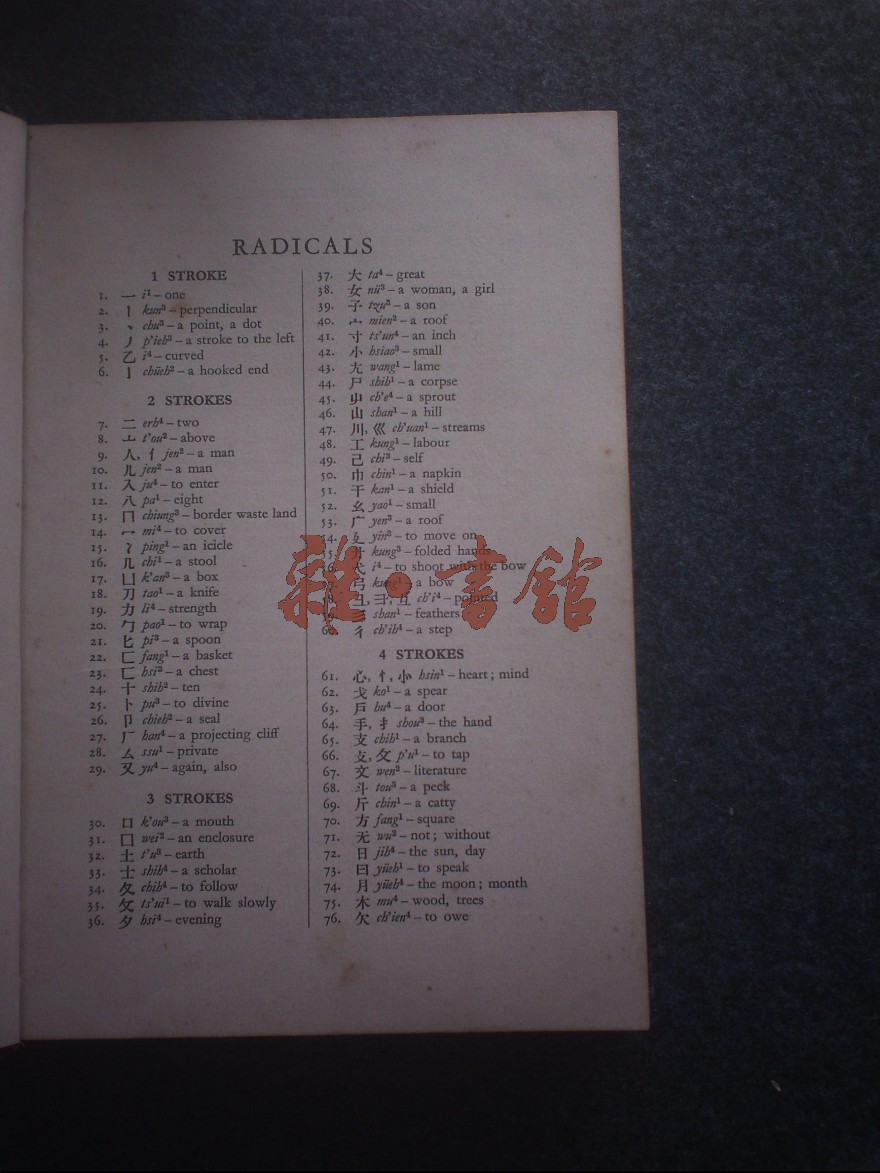 RADICALS
1 STROKE
1. 一 i¹ – one
2. 丨 kun³ – perpendicular
3. 丶 chu³ – a point, a dot
4. 丿 p'ieh³ – a stroke to the left
5. 乙 i⁴ – curved
6. 亅 chüeh² – a hooked end
2 STROKES
7. 二 erh⁴ – two
8. 亠 t'ou² – above
9. 人, 亻 jen² – a man
10. 儿 jen² – a man
11. 入 ju⁴ – to enter
12. 八 pa¹ – eight
13. 冂 chiung³ – border waste land
14. 冖 mi⁴ – to cover
15. 冫 ping¹ – an icicle
16. 几 chi¹ – a stool
17. 凵 k'an³ – a box
18. 刀 tao¹ – a knife
19. 力 li⁴ – strength
20. 勹 pao¹ – to wrap
21. 匕 pi³ – a spoon
22. 匚 fang¹ – a basket
23. 匸 hsi² – a chest
24. 十 shih² – ten
25. 卜 pu³ – to divine
26. 卩 chieh² – a seal
27. 厂 han⁴ – a projecting cliff
28. 厶 ssu¹ – private
29. 又 yu⁴ – again, also
3 STROKES
30. 口 k'ou³ – a mouth
31. 囗 wei² – an enclosure
32. 土 t'u³ – earth
33. 士 shih⁴ – a scholar
34. 夂 chih⁴ – to follow
35. 夊 ts'ui¹ – to walk slowly
36. 夕 hsi⁴ – evening
37. 大 ta⁴ – great
38. 女 nü³ – a woman, a girl
39. 子 tzu³ – a son
40. 宀 mien² – a roof
41. 寸 ts'un⁴ – an inch
42. 小 hsiao³ – small
43. 尢 wang¹ – lame
44. 尸 shih¹ – a corpse
45. 屮 ch'e⁴ – a sprout
46. 山 shan¹ – a hill
47. 川, 巛 ch'uan¹ – streams
48. 工 kung¹ – labour
49. 己 chi³ – self
50. 巾 chin¹ – a napkin
51. 干 kan¹ – a shield
52. 幺 yao¹ – small
53. 广 yen³ – a roof
54. 廴 yin³ – to move on
55. 廾 kung³ – folded hands
56. 弋 i⁴ – to shoot with the bow
57. 弓 kung¹ – a bow
58. 彐, ヨ, 彑 ch'i⁴ – pointed
59. 彡 shan¹ – feathers
60. 彳 ch'ih⁴ – a step
4 STROKES
61. 心, 忄, 㣺 hsin¹ – heart; mind
62. 戈 ko¹ – a spear
63. 戶 hu⁴ – a door
64. 手, 扌 shou³ – the hand
65. 支 chih¹ – a branch
66. 攴, 攵 p'u¹ – to tap
67. 文 wen² – literature
68. 斗 tou³ – a peck
69. 斤 chin¹ – a catty
70. 方 fang¹ – square
71. 无 wu² – not; without
72. 日 jih⁴ – the sun, day
73. 曰 yüeh¹ – to speak
74. 月 yüeh⁴ – the moon; month
75. 木 mu⁴ – wood, trees
76. 欠 ch'ien⁴ – to owe
雜·書館